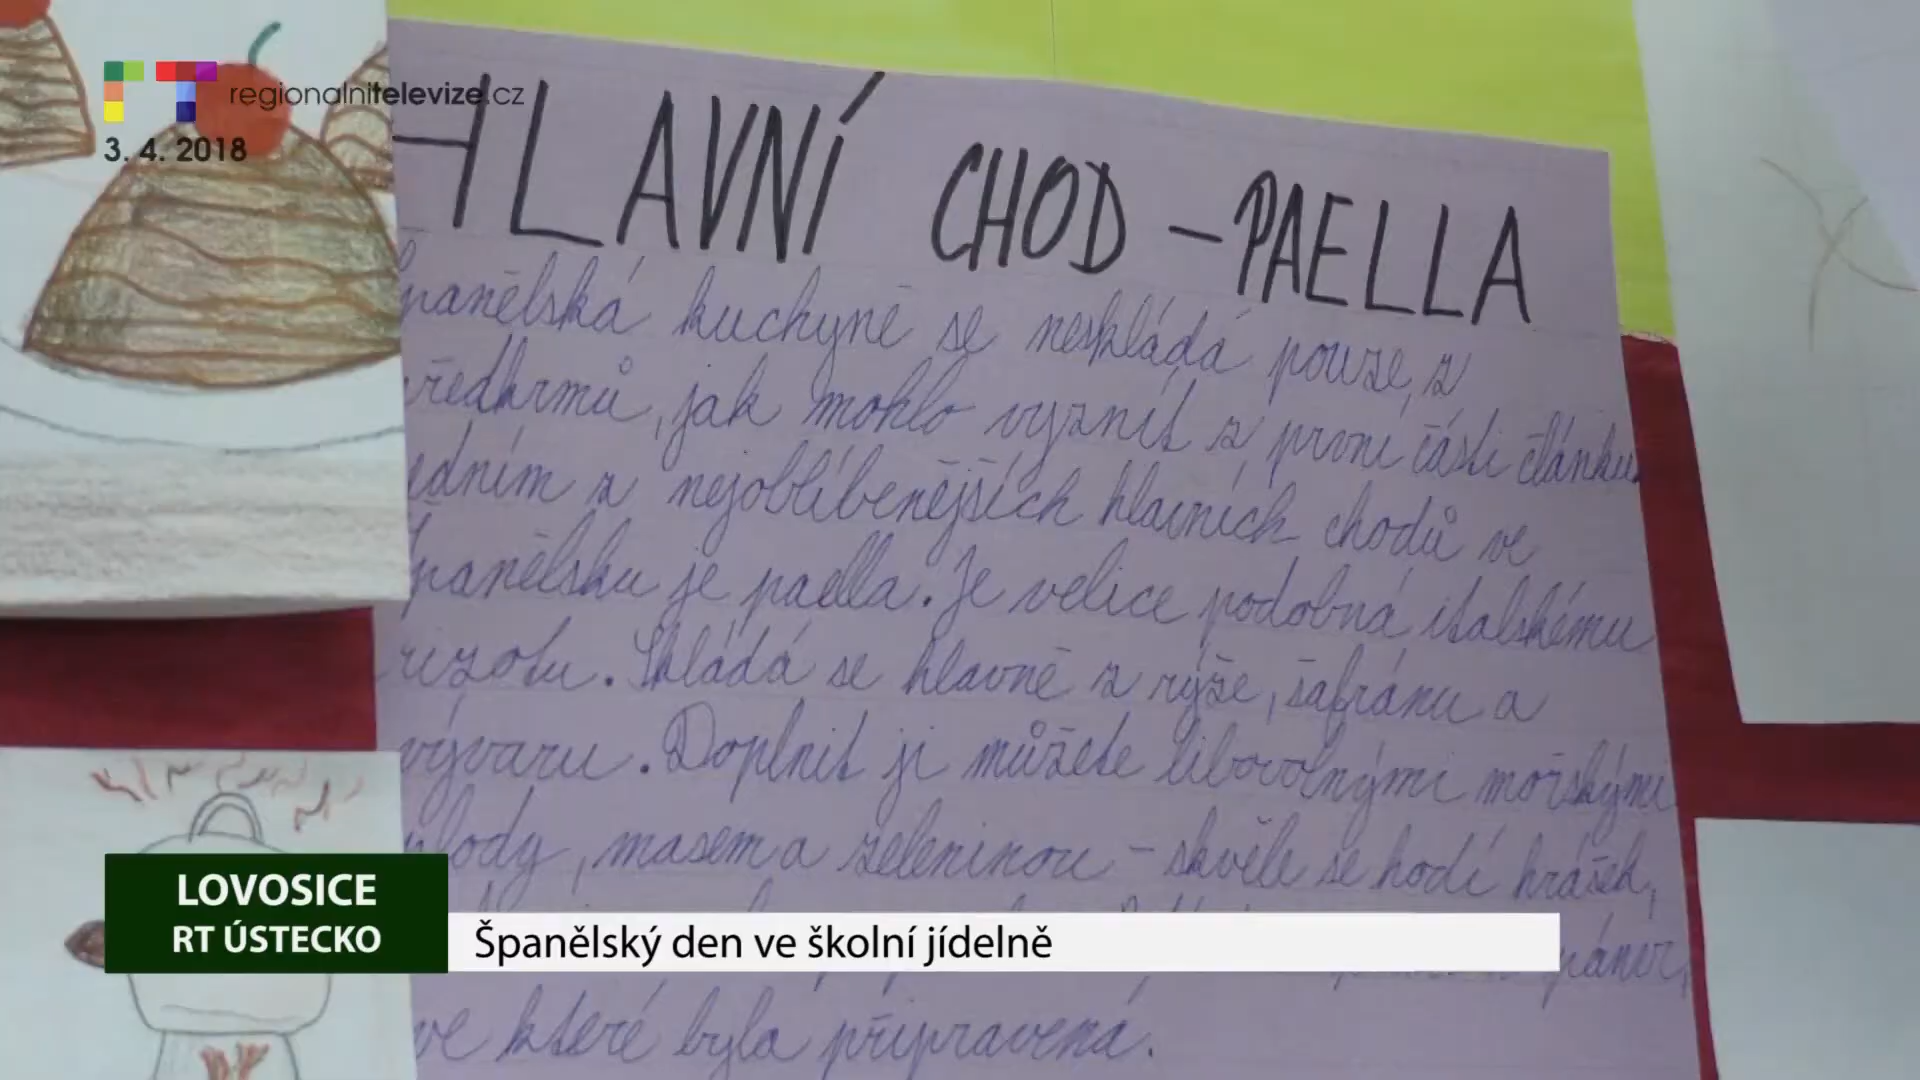 regionalnitelevize.cz
3. 4. 2018
HLAVNÍ CHOD - PAELLA
Španělská kuchyně se neskládá pouze, z
předkrmů, jak mohlo vyznít z první části článku
edním z nejoblíbenějších hlavních chodů ve
Španělsku je paella. Je velice podobná italskému
rizotu. Skládá se hlavně z rýže, šafránu a
vývaru. Doplnit ji můžete libovolnými mořskými
plody, masem a zeleninou - skvěle se hodí hrášek,
pánev,
ve které byla připravená.
LOVOSICE
RT ÚSTECKO
Španělský den ve školní jídelně